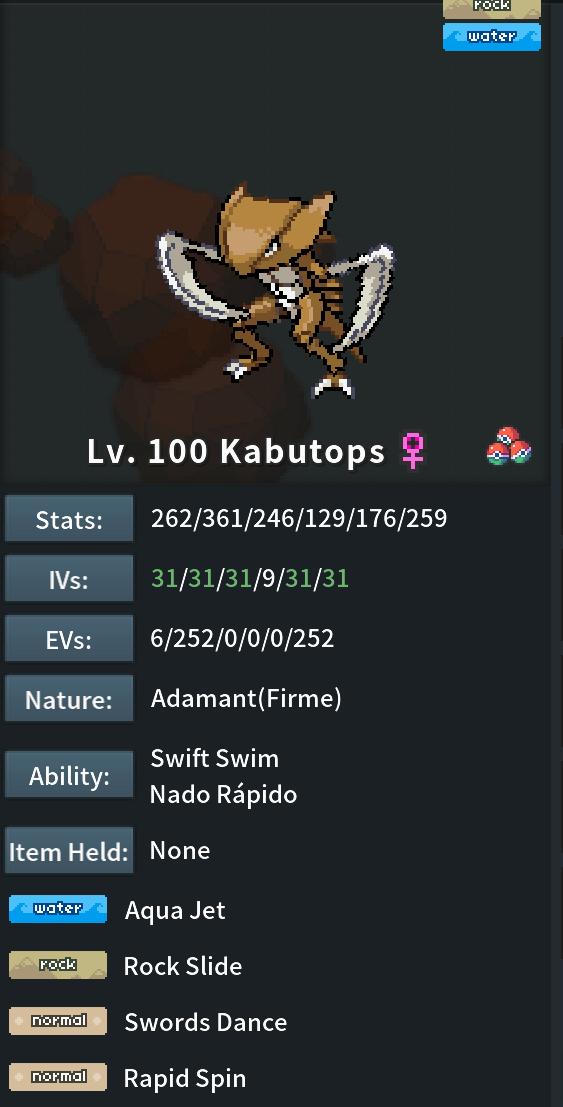 rock
water
Lv. 100 Kabutops ♀
Stats: 262/361/246/129/176/259
IVs: 31/31/31/9/31/31
EVs: 6/252/0/0/0/252
Nature: Adamant(Firme)
Ability: Swift Swim
Nado Rápido
Item Held: None
water Aqua Jet
rock Rock Slide
normal Swords Dance
normal Rapid Spin